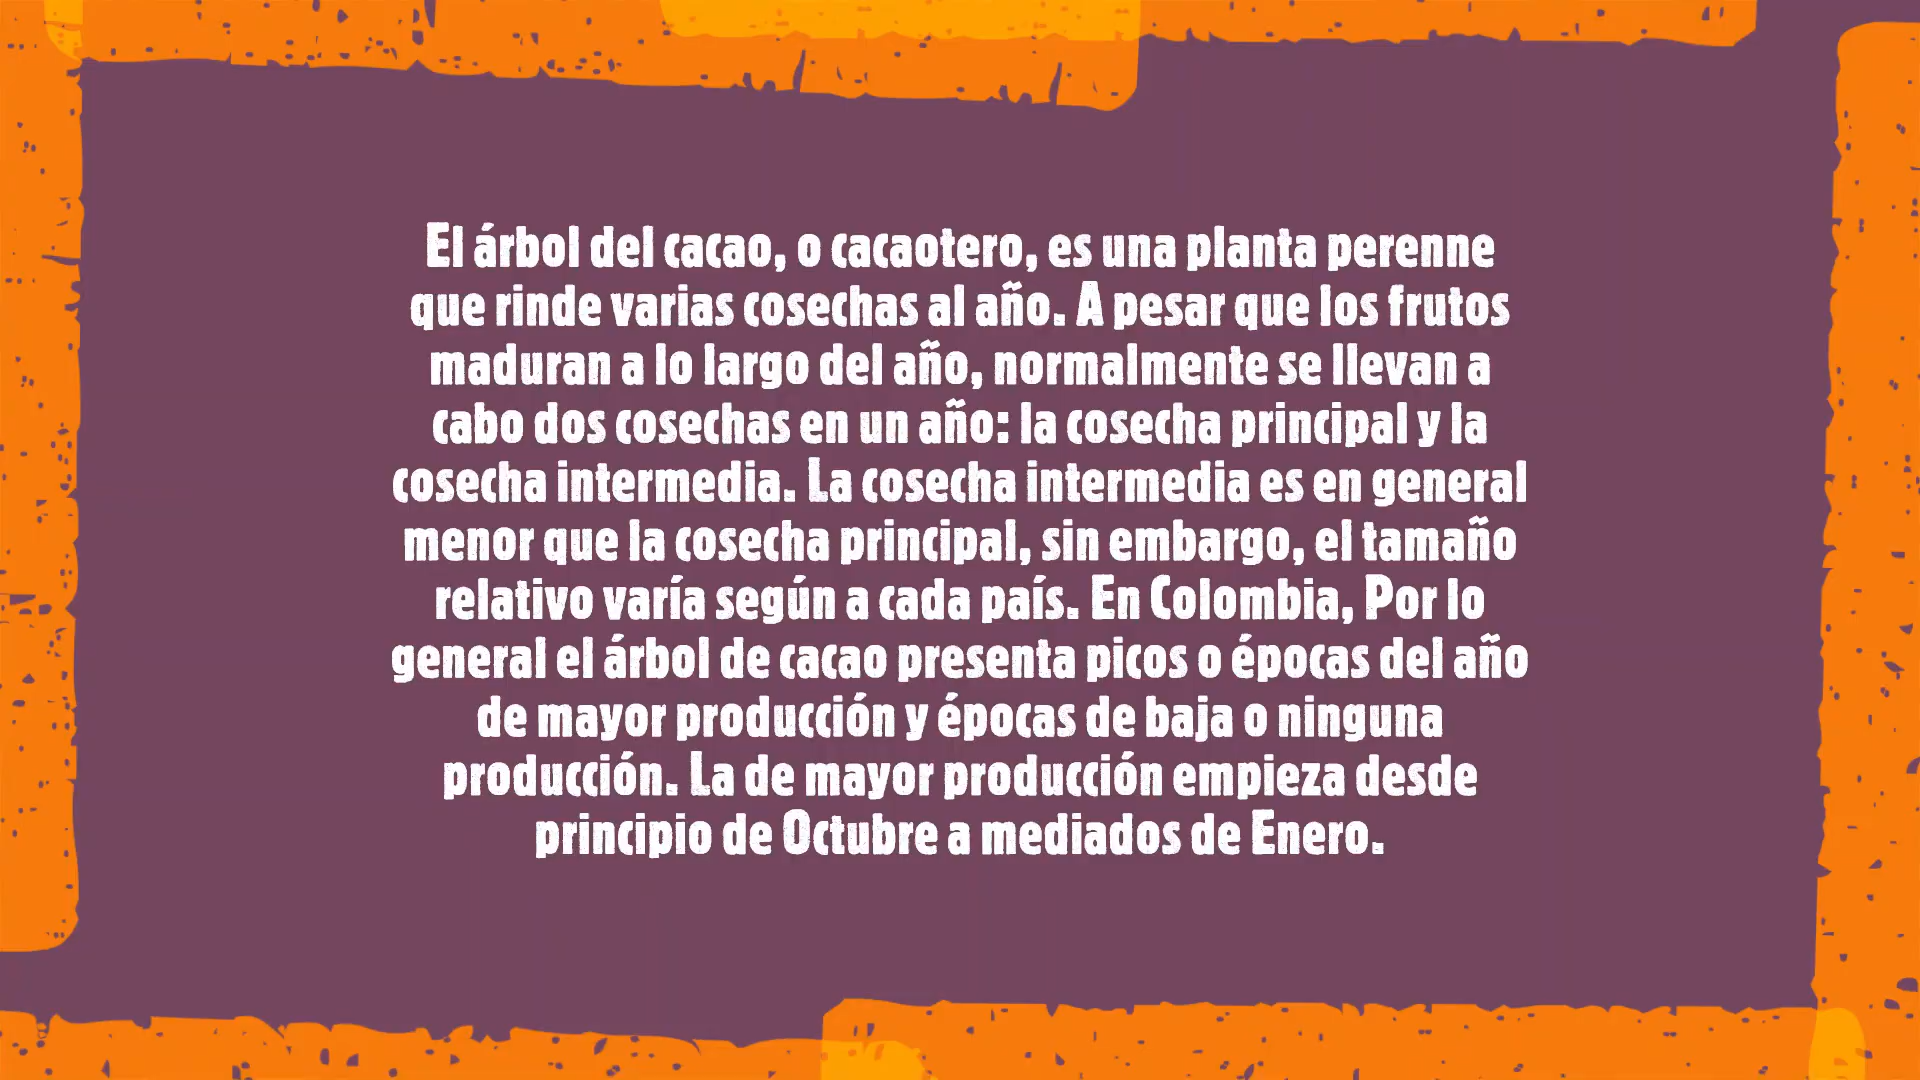 El árbol del cacao, o cacaotero, es una planta perenne
que rinde varias cosechas al año. A pesar que los frutos
maduran a lo largo del año, normalmente se llevan a
cabo dos cosechas en un año: la cosecha principal y la
cosecha intermedia. La cosecha intermedia es en general
menor que la cosecha principal, sin embargo, el tamaño
relativo varía según a cada país. En Colombia, Por lo
general el árbol de cacao presenta picos o épocas del año
de mayor producción y épocas de baja o ninguna
producción. La de mayor producción empieza desde
principio de Octubre a mediados de Enero.